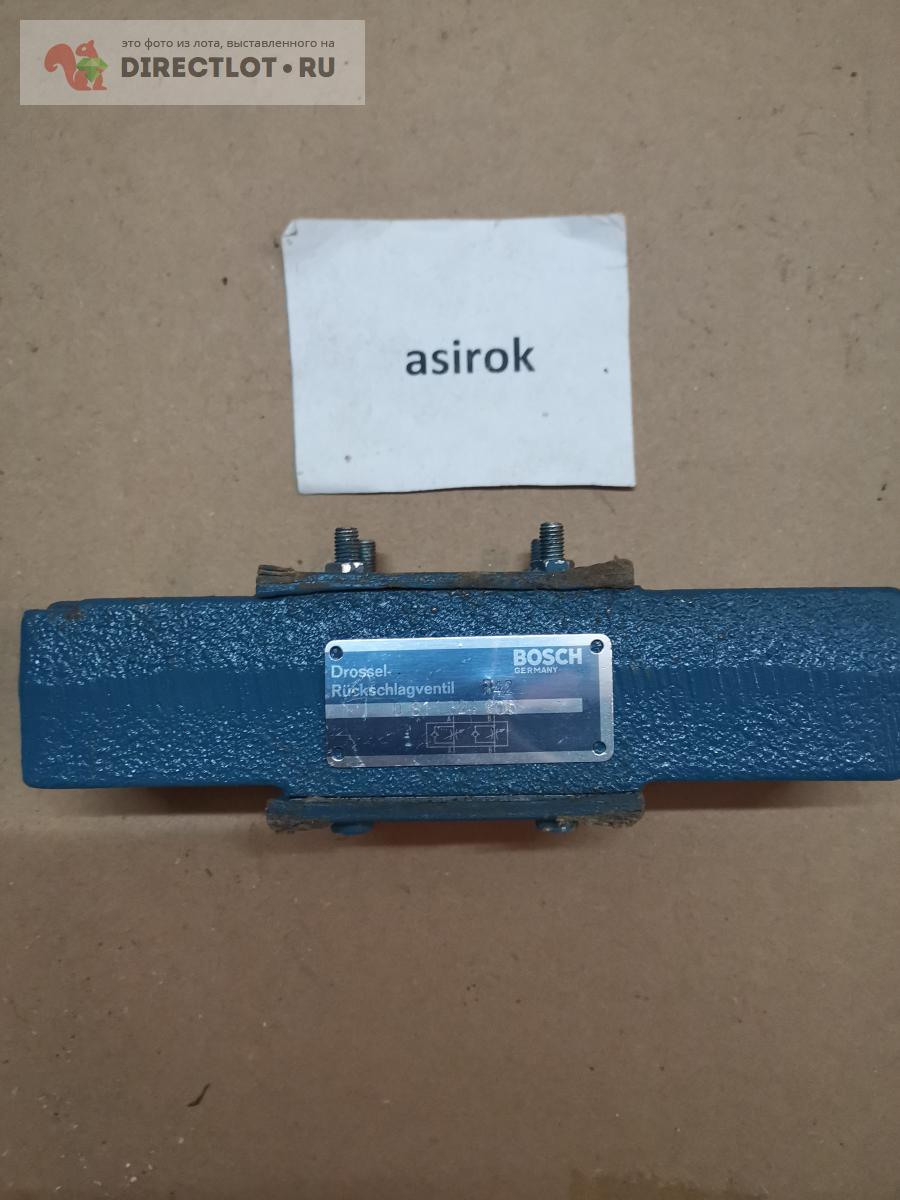 это фото из лота, выставленного на
DIRECTLOT•RU
asirok
BOSCH
GERMANY
Drossel-
Rückschlagventil